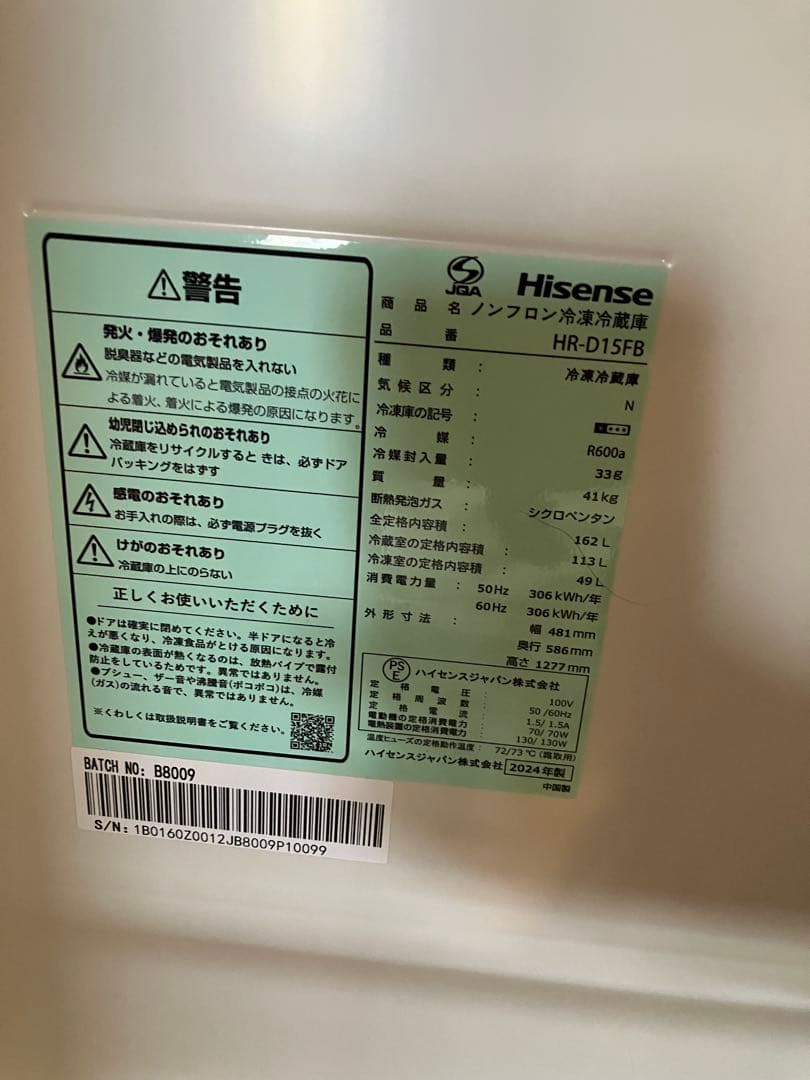 警告
発火・爆発のおそれあり
脱臭器などの電気製品を入れない
冷媒が漏れていると電気製品の接点の火花に
よる着火、着火による爆発の原因になります。
幼児閉じ込められのおそれあり
冷蔵庫をリサイクルすると きは、必ずドア
パッキングをはずす
感電のおそれあり
お手入れの際は、必ず電源プラグを抜く
けがのおそれあり
冷蔵庫の上にのらない
正しくお使いいただくために
●ドアは確実に閉めてください。半ドアになると冷
えが悪くなり、冷凍食品がとける原因になります。
●冷蔵庫の表面が熱くなるのは、放熱パイプで露付
防止をしているためです。異常ではありません。
●プシュー、ザー音や沸騰音(ポコポコ)は、冷媒
(ガス)の流れる音で、異常ではありません。
※くわしくは取扱説明書をご覧ください。
JQA Hisense
商品名 ノンフロン冷凍冷蔵庫
品番 HR-D15FB
種類: 冷凍冷蔵庫
気候区分: N
冷凍庫の記号:
冷媒: R600a
冷媒封入量: 33g
質量: 41kg
断熱発泡ガス: シクロペンタン
全定格内容積: 162 L
冷蔵室の定格内容積: 113 L
冷凍室の定格内容積: 49 L
消費電力量: 50Hz 306 kWh/年
60Hz 306 kWh/年
外形寸法: 幅 481mm
奥行 586mm
高さ 1277mm
PSE ハイセンスジャパン株式会社
定格電圧: 100V
定格周波数: 50 /60Hz
定格電流: 1.5/ 1.5A
電動機の定格消費電力: 70/ 70W
電熱装置の定格消費電力: 130/ 130W
温度ヒューズの定格動作温度: 72/73 ℃(霜取用)
ハイセンスジャパン株式会社 2024年製
中国製
BATCH NO: B8009
S/N: 1B0160Z0012JB8009P10099